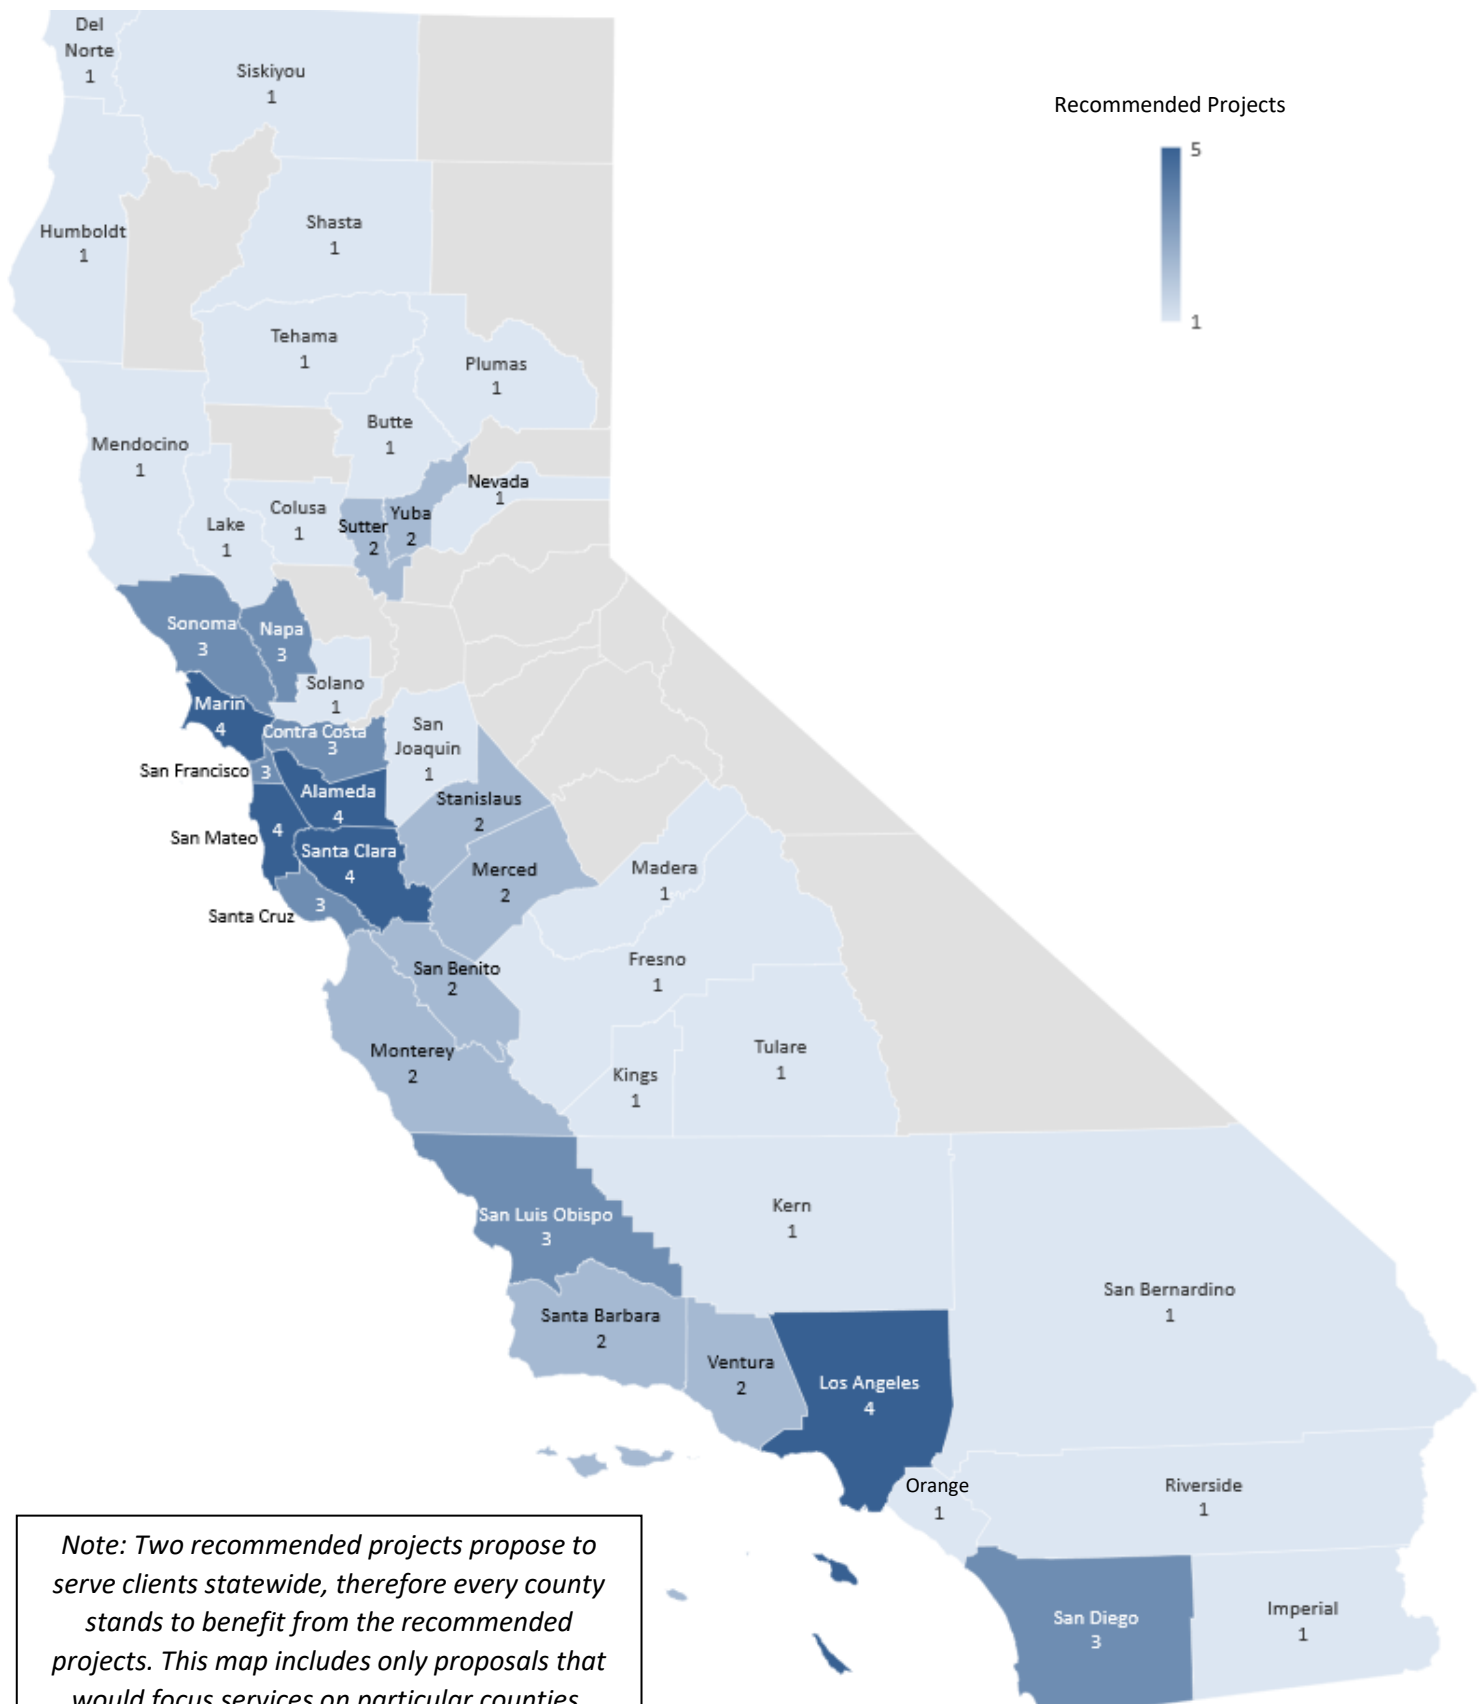 Del
Norte
1
Siskiyou
1
Recommended Projects
5
1
Humboldt
1
Shasta
1
Tehama
1
Plumas
1
Butte
1
Mendocino
1
Nevada
1
Lake
1
Colusa
1
Sutter
2
Yuba
2
Sonoma
3
Napa
3
Solano
1
Marin
4
Contra Costa
3
San
Joaquin
1
San Francisco
3
Alameda
4
Stanislaus
2
San Mateo
4
Santa Clara
4
Merced
2
Madera
1
Santa Cruz
3
San Benito
2
Fresno
1
Monterey
2
Kings
1
Tulare
1
San Luis Obispo
3
Kern
1
San Bernardino
1
Santa Barbara
2
Ventura
2
Los Angeles
4
Orange
1
Riverside
1
San Diego
3
Imperial
1
Note: Two recommended projects propose to
serve clients statewide, therefore every county
stands to benefit from the recommended
projects. This map includes only proposals that
would focus services on particular counties